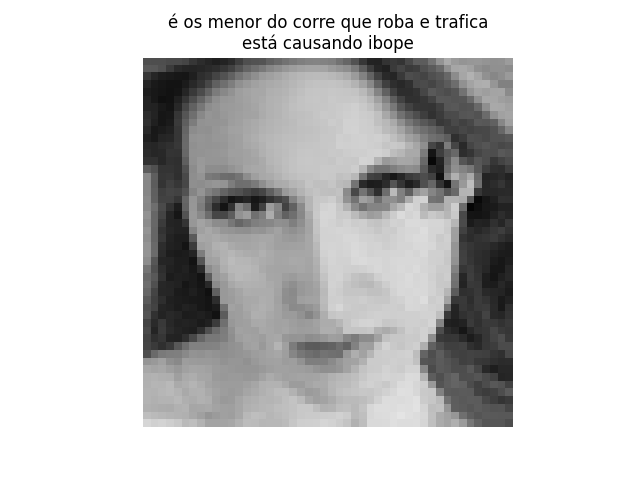 é os menor do corre que roba e trafica
está causando ibope